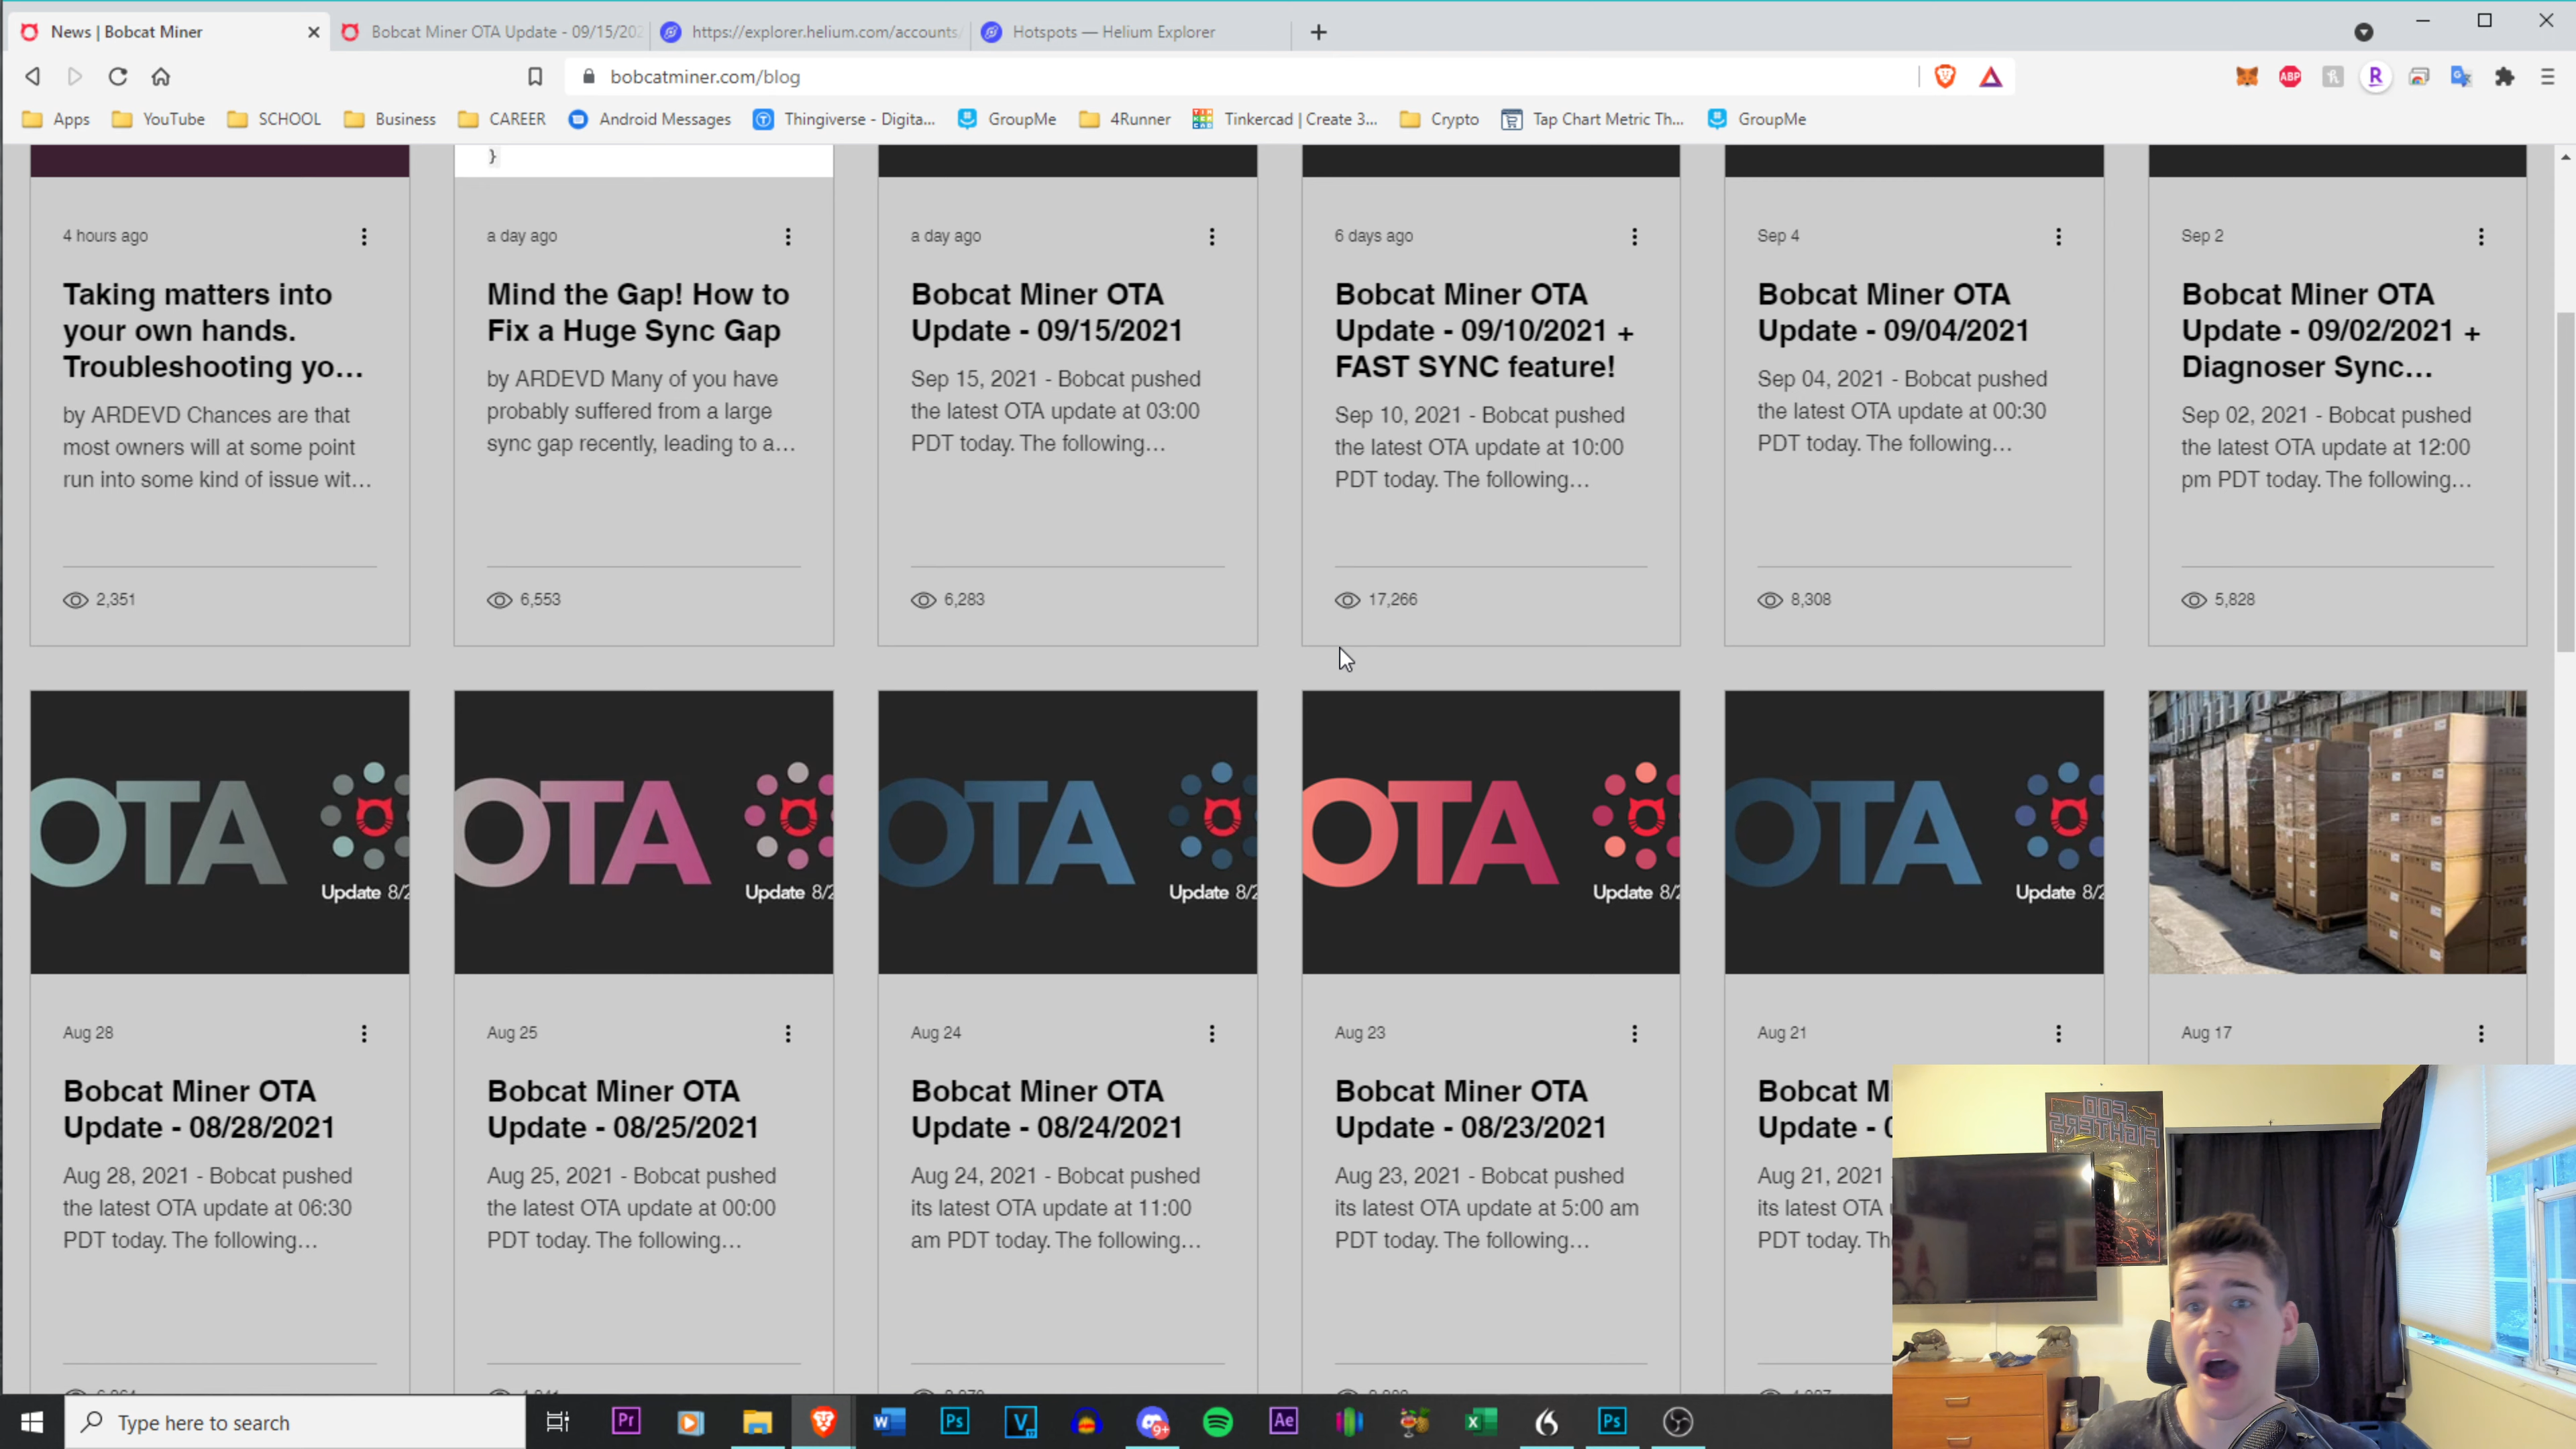 News | Bobcat Miner
Bobcat Miner OTA Update - 09/15/202
https://explorer.helium.com/accounts/
Hotspots — Helium Explorer
bobcatminer.com/blog
ABP
R
Apps
YouTube
SCHOOL
Business
CAREER
Android Messages
Thingiverse - Digita...
GroupMe
4Runner
Tinkercad | Create 3...
Crypto
Tap Chart Metric Th...
GroupMe
}
4 hours ago
Taking matters into
your own hands.
Troubleshooting yo...
by ARDEVD Chances are that
most owners will at some point
run into some kind of issue wit...
2,351
a day ago
Mind the Gap! How to
Fix a Huge Sync Gap
by ARDEVD Many of you have
probably suffered from a large
sync gap recently, leading to a...
6,553
a day ago
Bobcat Miner OTA
Update - 09/15/2021
Sep 15, 2021 - Bobcat pushed
the latest OTA update at 03:00
PDT today. The following...
6,283
6 days ago
Bobcat Miner OTA
Update - 09/10/2021 +
FAST SYNC feature!
Sep 10, 2021 - Bobcat pushed
the latest OTA update at 10:00
PDT today. The following...
17,266
Sep 4
Bobcat Miner OTA
Update - 09/04/2021
Sep 04, 2021 - Bobcat pushed
the latest OTA update at 00:30
PDT today. The following...
8,308
Sep 2
Bobcat Miner OTA
Update - 09/02/2021 +
Diagnoser Sync...
Sep 02, 2021 - Bobcat pushed
the latest OTA update at 12:00
pm PDT today. The following...
5,828
OTA
Update 8/2
Aug 28
Bobcat Miner OTA
Update - 08/28/2021
Aug 28, 2021 - Bobcat pushed
the latest OTA update at 06:30
PDT today. The following...
OTA
Update 8/2
Aug 25
Bobcat Miner OTA
Update - 08/25/2021
Aug 25, 2021 - Bobcat pushed
the latest OTA update at 00:00
PDT today. The following...
OTA
Update 8/2
Aug 24
Bobcat Miner OTA
Update - 08/24/2021
Aug 24, 2021 - Bobcat pushed
its latest OTA update at 11:00
am PDT today. The following...
OTA
Update 8/2
Aug 23
Bobcat Miner OTA
Update - 08/23/2021
Aug 23, 2021 - Bobcat pushed
its latest OTA update at 5:00 am
PDT today. The following...
OTA
Update 8/2
Aug 21
Bobcat M
Update - 0
Aug 21, 2021 -
its latest OTA
PDT today. Th
Aug 17
FOO
FIGHTERS
Type here to search
Pr
W
Ps
V
9+
Ae
X
Ps